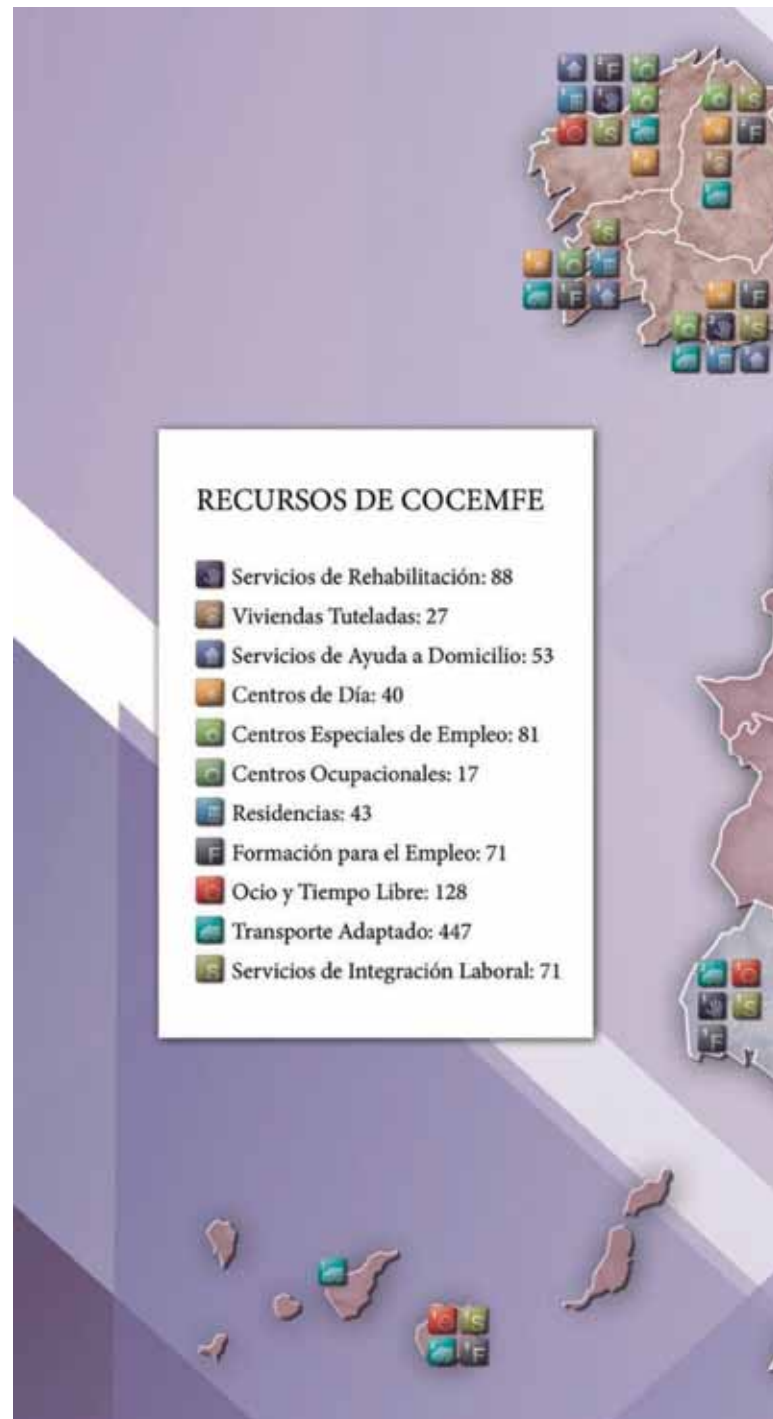 RECURSOS DE COCEMFE
Servicios de Rehabilitación: 88
Viviendas Tuteladas: 27
Servicios de Ayuda a Domicilio: 53
Centros de Día: 40
Centros Especiales de Empleo: 81
Centros Ocupacionales: 17
Residencias: 43
F Formación para el Empleo: 71
Ocio y Tiempo Libre: 128
Transporte Adaptado: 447
S Servicios de Integración Laboral: 71